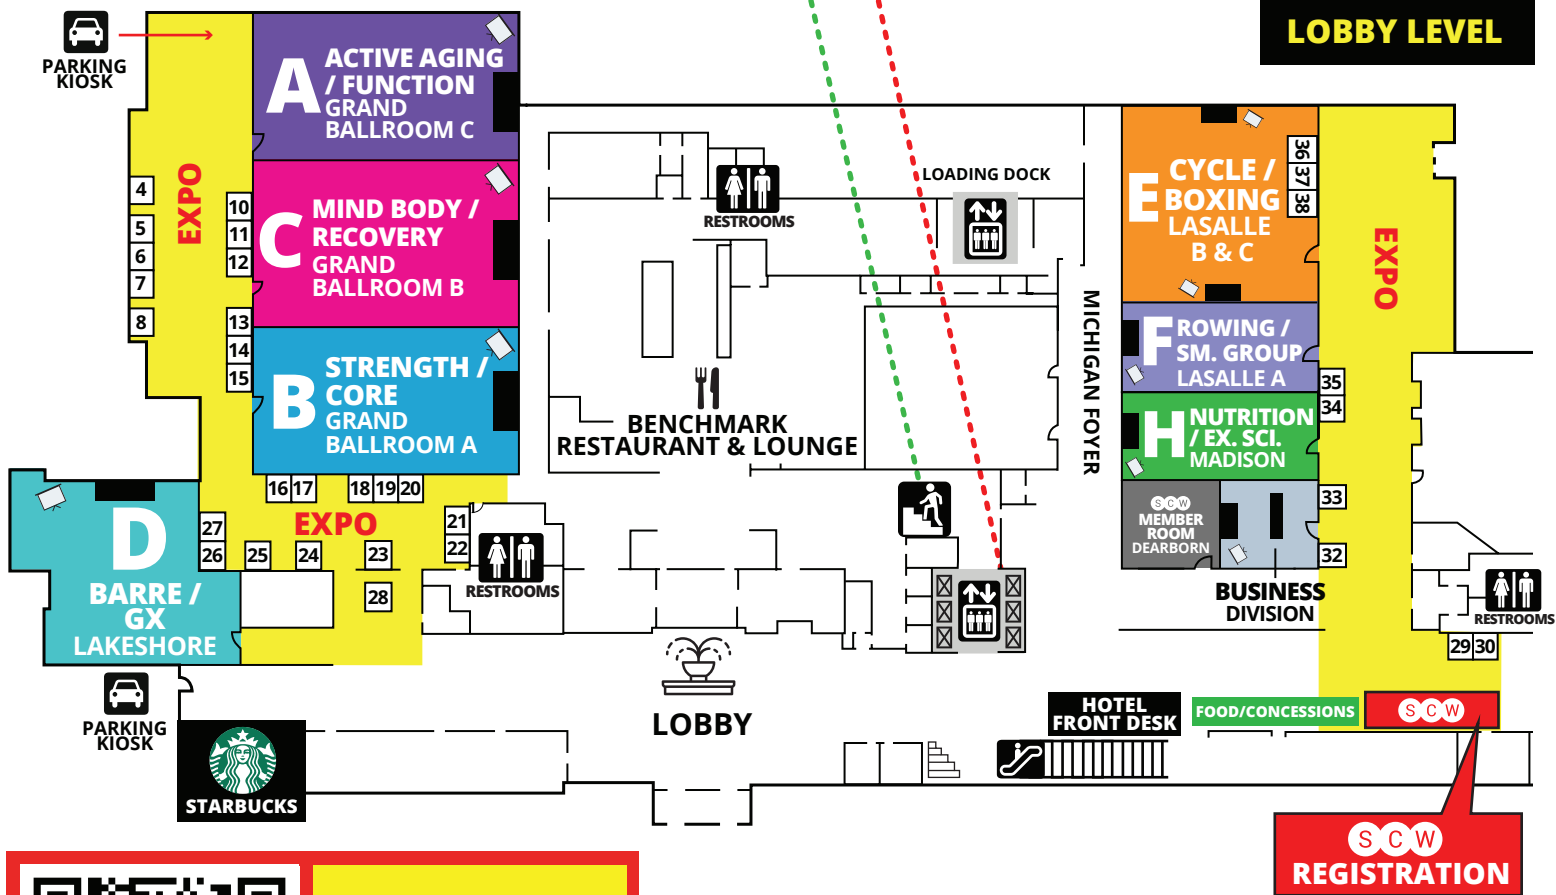 LOBBY LEVEL
PARKING
KIOSK
A
ACTIVE AGING
/ FUNCTION
GRAND
BALLROOM C
EXPO
4
5
6
7
8
10
11
12
13
14
15
C
MIND BODY /
RECOVERY
GRAND
BALLROOM B
B
STRENGTH /
CORE
GRAND
BALLROOM A
16
17
18
19
20
EXPO
21
22
23
24
25
26
27
28
D
BARRE /
GX
LAKESHORE
PARKING
KIOSK
STARBUCKS
RESTROOMS
RESTROOMS
LOADING DOCK
BENCHMARK
RESTAURANT & LOUNGE
MICHIGAN FOYER
LOBBY
E
CYCLE /
BOXING
LASALLE
B & C
36
37
38
EXPO
F
ROWING /
SM. GROUP
LASALLE A
35
34
H
NUTRITION
/ EX. SCI.
MADISON
SCW
MEMBER
ROOM
DEARBORN
33
32
BUSINESS
DIVISION
RESTROOMS
29
30
HOTEL
FRONT DESK
FOOD/CONCESSIONS
SCW
SCW
REGISTRATION